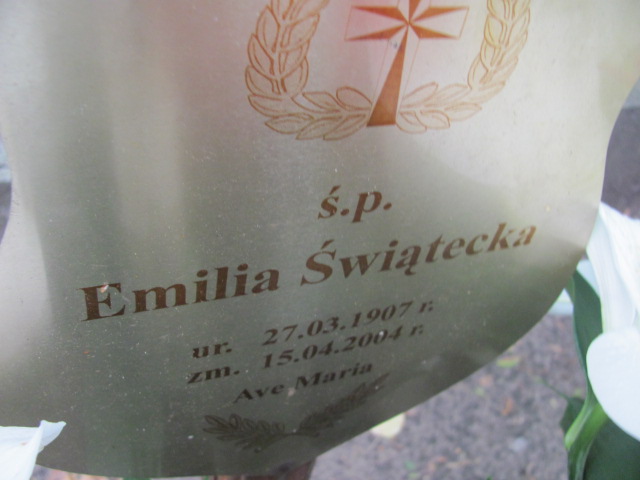 ś.p.
Emilia Świątecka
ur. 27.03.1907 r.
zm. 15.04.2004 r.
Ave Maria